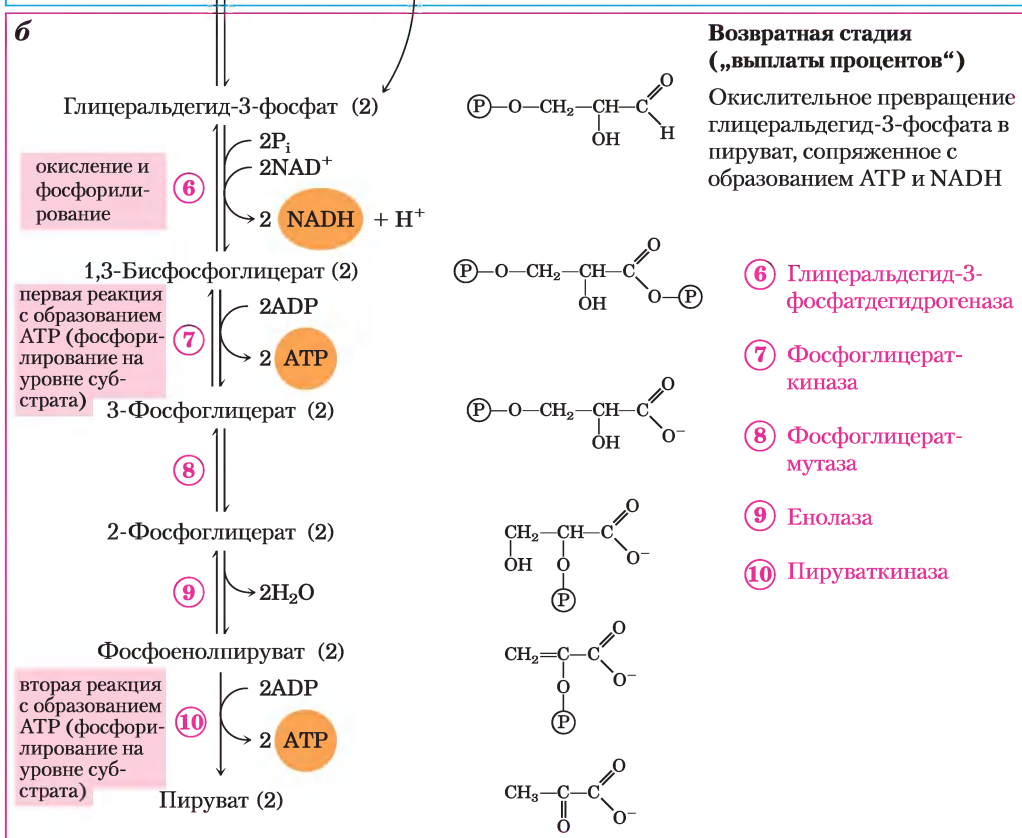 б
Возвратная стадия
(„выплаты процентов“)
Окислительное превращение
глицеральдегид-3-фосфата в
пируват, сопряженное с
образованием ATP и NADH
Глицеральдегид-3-фосфат (2)
P—O—CH₂—CH—C
O
OH
H
окисление и
фосфорили-
рование
6
2Pᵢ
2NAD⁺
2 NADH + H⁺
1,3-Бисфосфоглицерат (2)
P—O—CH₂—CH—C
O
OH
O—P
первая реакция
с образованием
ATP (фосфори-
лирование на
уровне суб-
страта)
7
2ADP
2 ATP
3-Фосфоглицерат (2)
P—O—CH₂—CH—C
O
OH
O⁻
8
2-Фосфоглицерат (2)
CH₂—CH—C
O
O⁻
OH
O
P
9
2H₂O
Фосфоенолпируват (2)
CH₂=C—C
O
O⁻
O
P
вторая реакция
с образованием
ATP (фосфори-
лирование на
уровне суб-
страта)
10
2ADP
2 ATP
Пируват (2)
CH₃—C—C
O
O⁻
O
6 Глицеральдегид-3-
фосфатдегидрогеназа
7 Фосфоглицерат-
киназа
8 Фосфоглицерат-
мутаза
9 Енолаза
10 Пируваткиназа